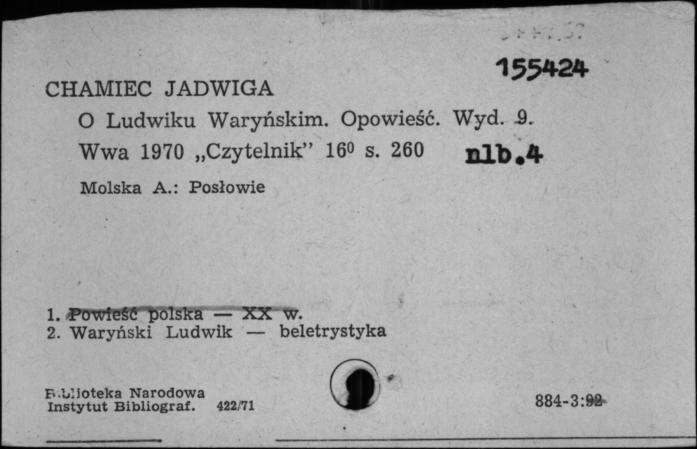 155424
CHAMIEC JADWIGA
O Ludwiku Waryńskim. Opowieść. Wyd. 9.
Wwa 1970 „Czytelnik” 16⁰ s. 260 nlb.4
Molska A.: Posłowie
1. Powieść polska — XX w.
2. Waryński Ludwik — beletrystyka
Biblioteka Narodowa
Instytut Bibliograf. 422/71
884-3:92